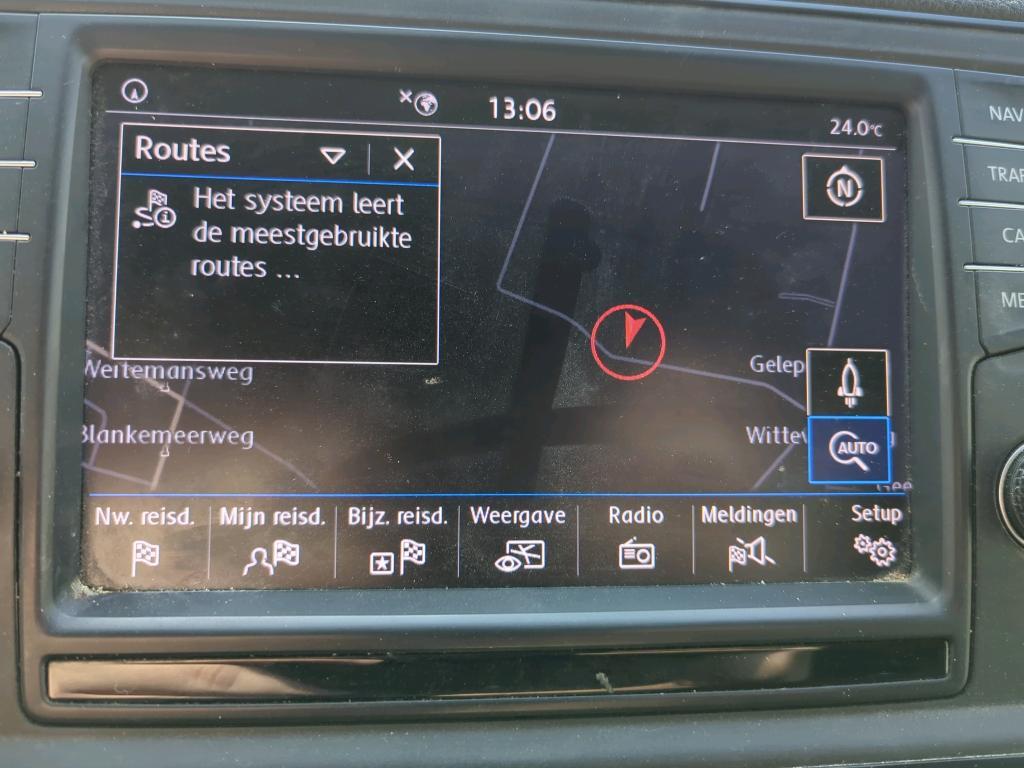 13:06
24.0°C
Routes
Het systeem leert
de meestgebruikte
routes ...
N
Weitemansweg
Gelep
Blankemeerweg
Wittev
AUTO
g
Gee
Nw. reisd.
Mijn reisd.
Bijz. reisd.
Weergave
Radio
Meldingen
Setup
NAV
TRAF
CA
ME